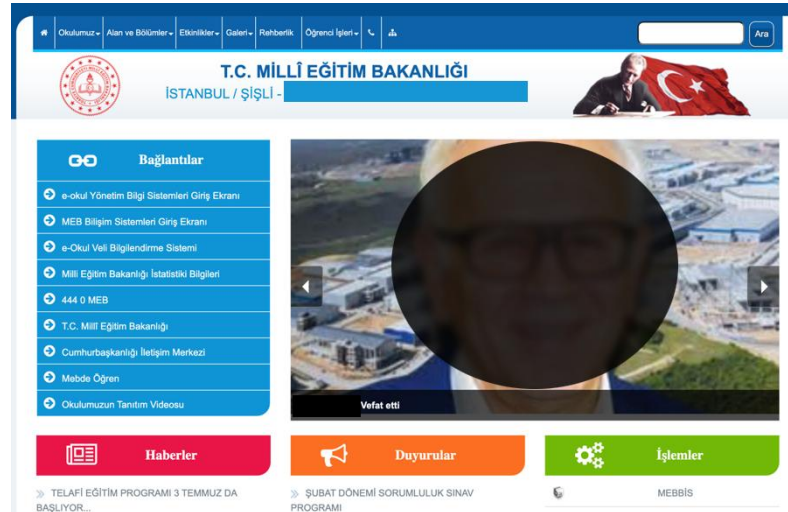 Okulumuz
Alan ve Bölümler
Etkinlikler
Galeri
Rehberlik
Öğrenci İşleri
Ara
T.C. MİLLÎ EĞİTİM BAKANLIĞI
İSTANBUL / ŞİŞLİ -
Bağlantılar
e-okul Yönetim Bilgi Sistemleri Giriş Ekranı
MEB Bilişim Sistemleri Giriş Ekranı
e-Okul Veli Bilgilendirme Sistemi
Milli Eğitim Bakanlığı İstatistiki Bilgileri
444 0 MEB
T.C. Millî Eğitim Bakanlığı
Cumhurbaşkanlığı İletişim Merkezi
Mebde Öğren
Okulumuzun Tanıtım Videosu
Vefat etti
Haberler
TELAFİ EĞİTİM PROGRAMI 3 TEMMUZ DA
BAŞLIYOR...
Duyurular
ŞUBAT DÖNEMİ SORUMLULUK SINAV
PROGRAMI
İşlemler
MEBBİS